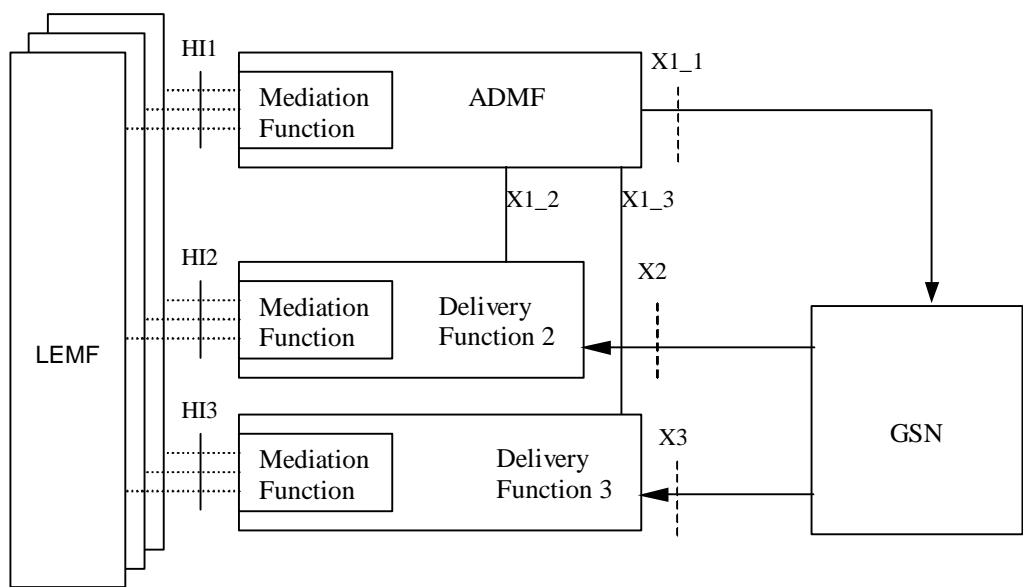 HI1
X1_1
Mediation
Function
ADMF
X1_2
X1_3
HI2
X2
Mediation
Function
Delivery
Function 2
LEMF
HI3
X3
GSN
Mediation
Function
Delivery
Function 3